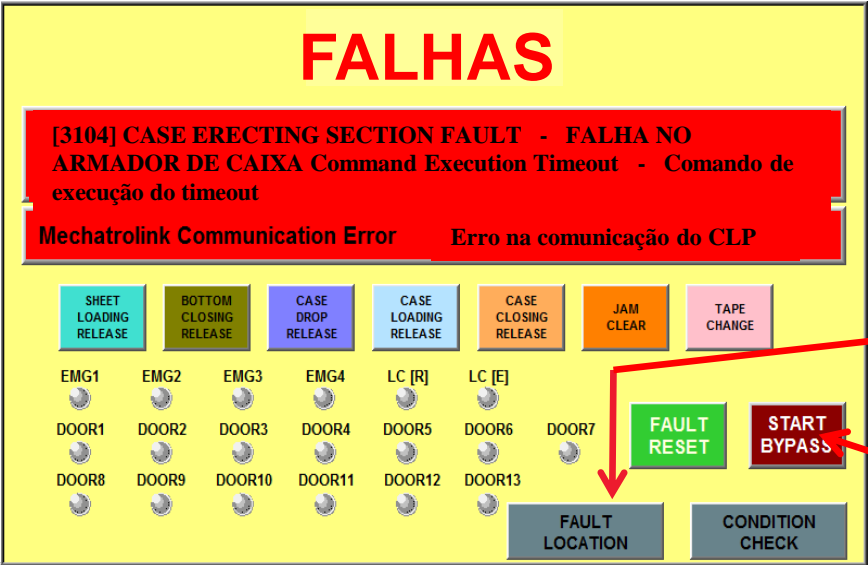 FALHAS
[3104] CASE ERECTING SECTION FAULT - FALHA NO
ARMADOR DE CAIXA Command Execution Timeout - Comando de
execução do timeout
Mechatrolink Communication Error Erro na comunicação do CLP
SHEET LOADING RELEASE
BOTTOM CLOSING RELEASE
CASE DROP RELEASE
CASE LOADING RELEASE
CASE CLOSING RELEASE
JAM CLEAR
TAPE CHANGE
EMG1 EMG2 EMG3 EMG4 LC [R] LC [E]
DOOR1 DOOR2 DOOR3 DOOR4 DOOR5 DOOR6 DOOR7
DOOR8 DOOR9 DOOR10 DOOR11 DOOR12 DOOR13
FAULT RESET
START BYPASS
FAULT LOCATION
CONDITION CHECK